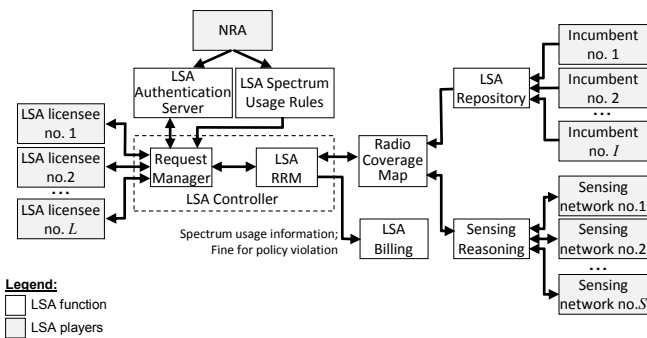 NRA
LSA
Authentication
Server
LSA Spectrum
Usage Rules
LSA licensee
no. 1
LSA licensee
no.2
...
LSA licensee
no. L
Request
Manager
LSA
RRM
LSA Controller
Radio
Coverage
Map
LSA
Repository
Incumbent
no. 1
Incumbent
no. 2
...
Incumbent
no. I
Spectrum usage information;
Fine for policy violation
LSA
Billing
Sensing
Reasoning
Sensing
network no.1
Sensing
network no.2
...
Sensing
network no.S
Legend:
LSA function
LSA players